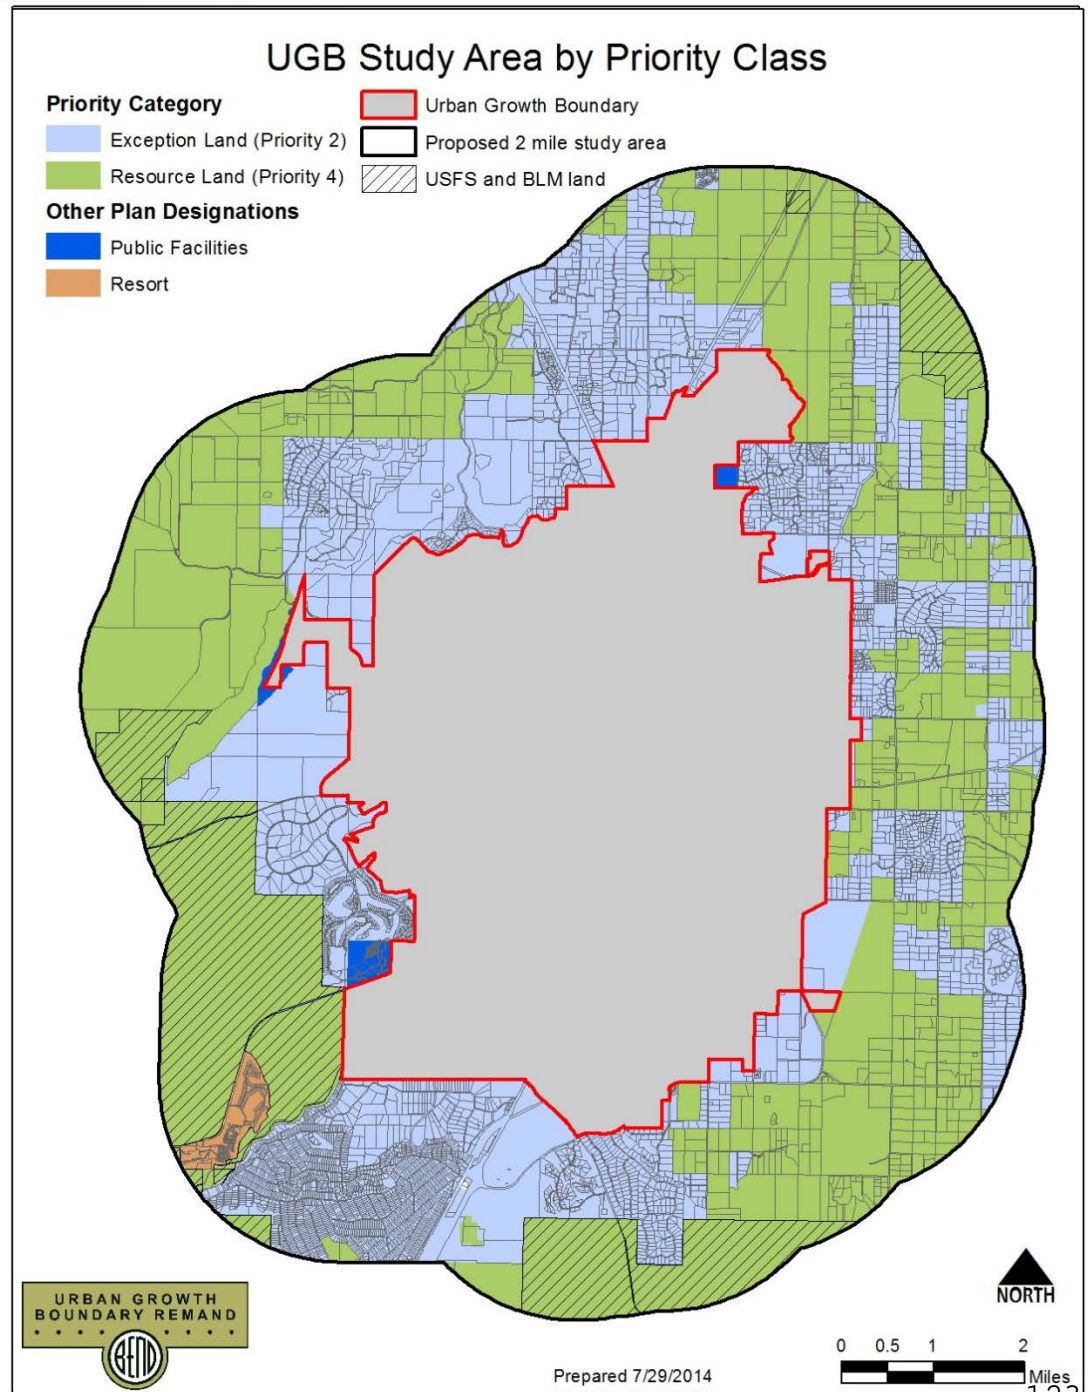 UGB Study Area by Priority Class
Priority Category
Exception Land (Priority 2)
Resource Land (Priority 4)
Other Plan Designations
Public Facilities
Resort
Urban Growth Boundary
Proposed 2 mile study area
USFS and BLM land
URBAN GROWTH
BOUNDARY REMAND
BEND
Prepared 7/29/2014
NORTH
0 0.5 1 2
Miles